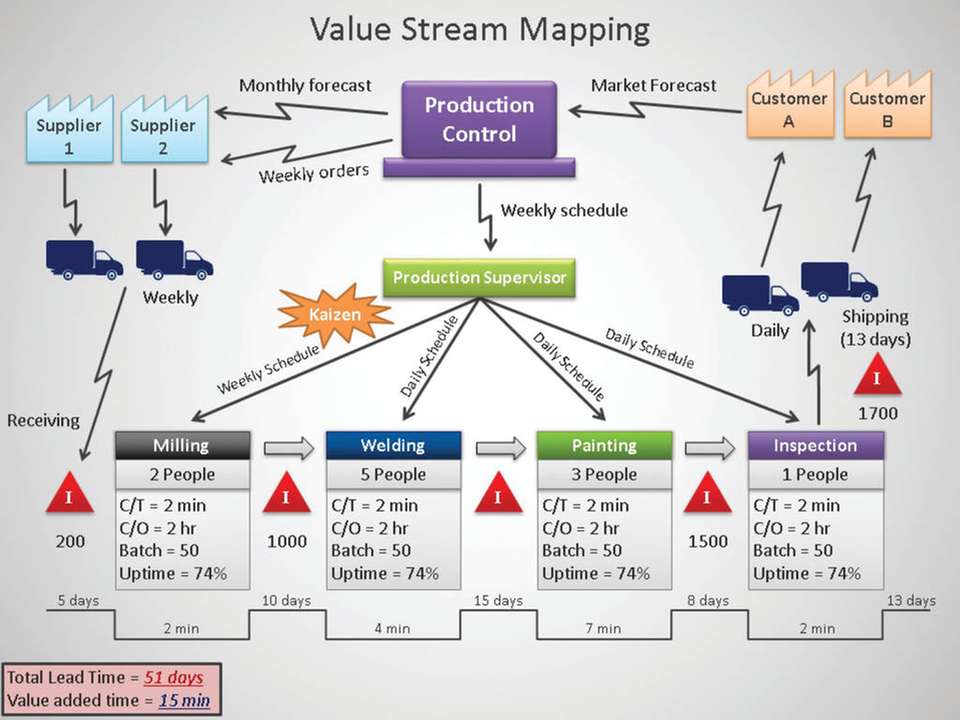 Value Stream Mapping
Monthly forecast
Market Forecast
Supplier
1
Supplier
2
Production
Control
Customer
A
Customer
B
Weekly orders
Weekly schedule
Production Supervisor
Weekly
Kaizen
Daily
Shipping
(13 days)
I
1700
Weekly Schedule
Daily Schedule
Daily Schedule
Daily Schedule
Receiving
I
200
Milling
2 People
C/T = 2 min
C/O = 2 hr
Batch = 50
Uptime = 74%
I
1000
Welding
5 People
C/T = 2 min
C/O = 2 hr
Batch = 50
Uptime = 74%
I
Painting
3 People
C/T = 2 min
C/O = 2 hr
Batch = 50
Uptime = 74%
I
1500
Inspection
1 People
C/T = 2 min
C/O = 2 hr
Batch = 50
Uptime = 74%
5 days
10 days
15 days
8 days
13 days
2 min
4 min
7 min
2 min
Total Lead Time = 51 days
Value added time = 15 min